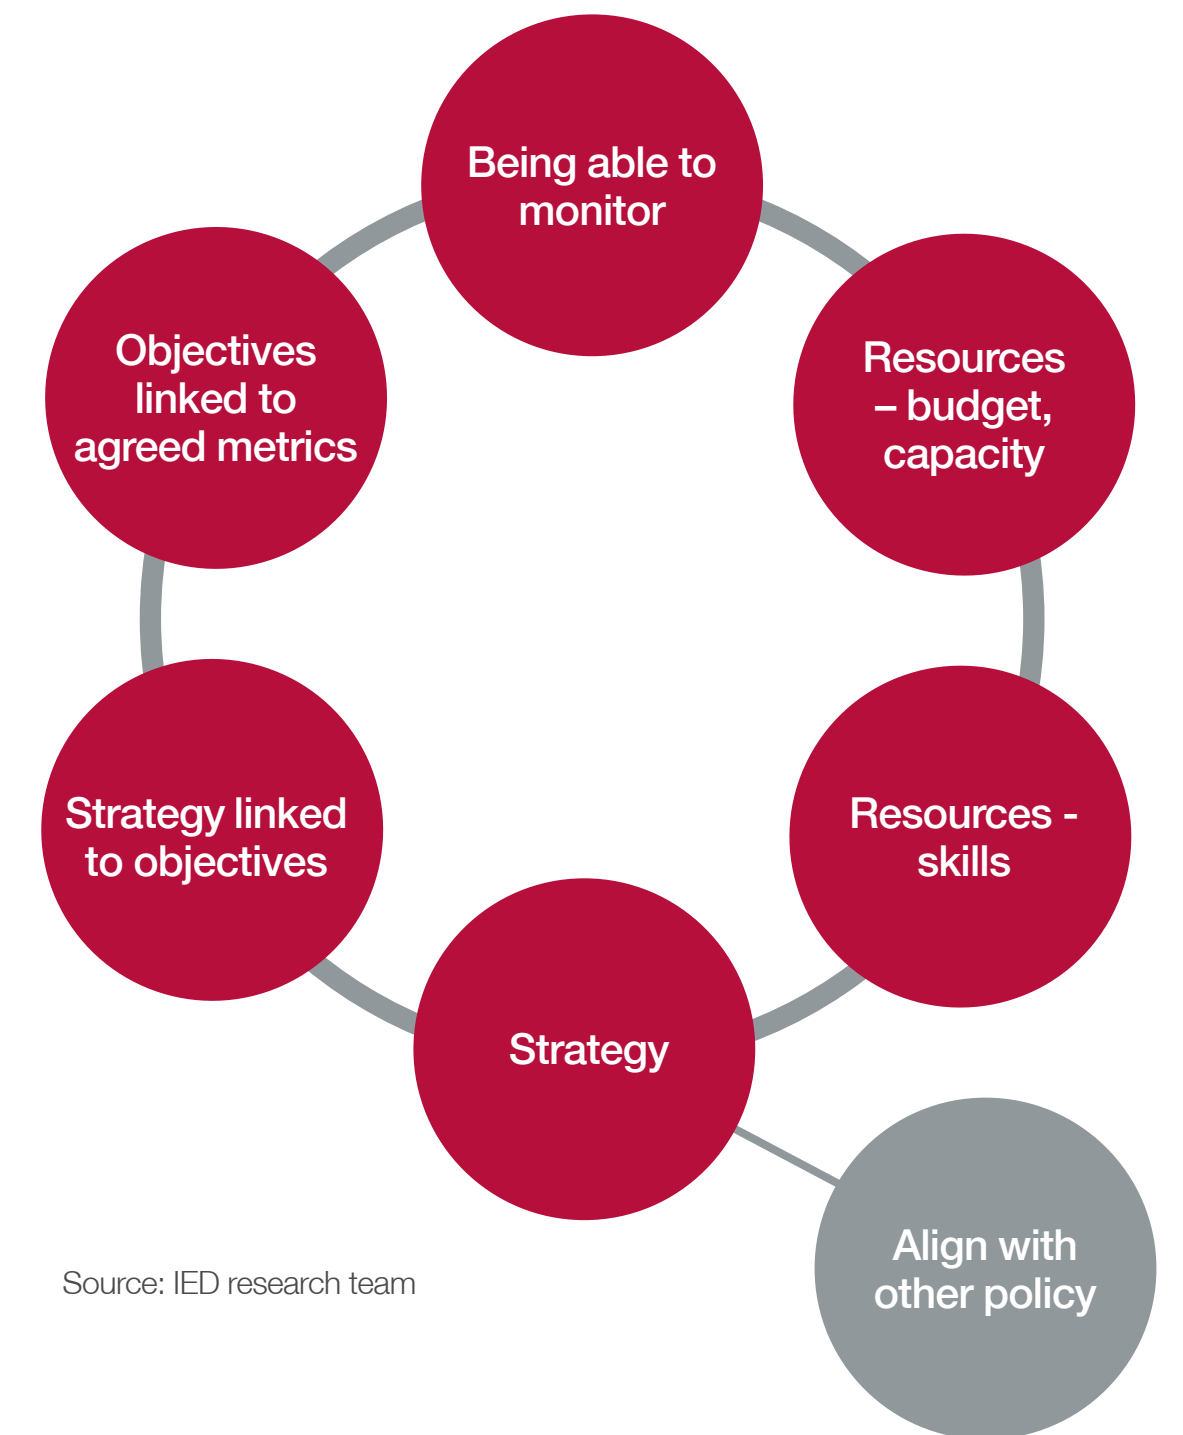 Being able to
monitor
Resources
– budget,
capacity
Resources -
skills
Strategy
Align with
other policy
Strategy linked
to objectives
Objectives
linked to
agreed metrics
Source: IED research team